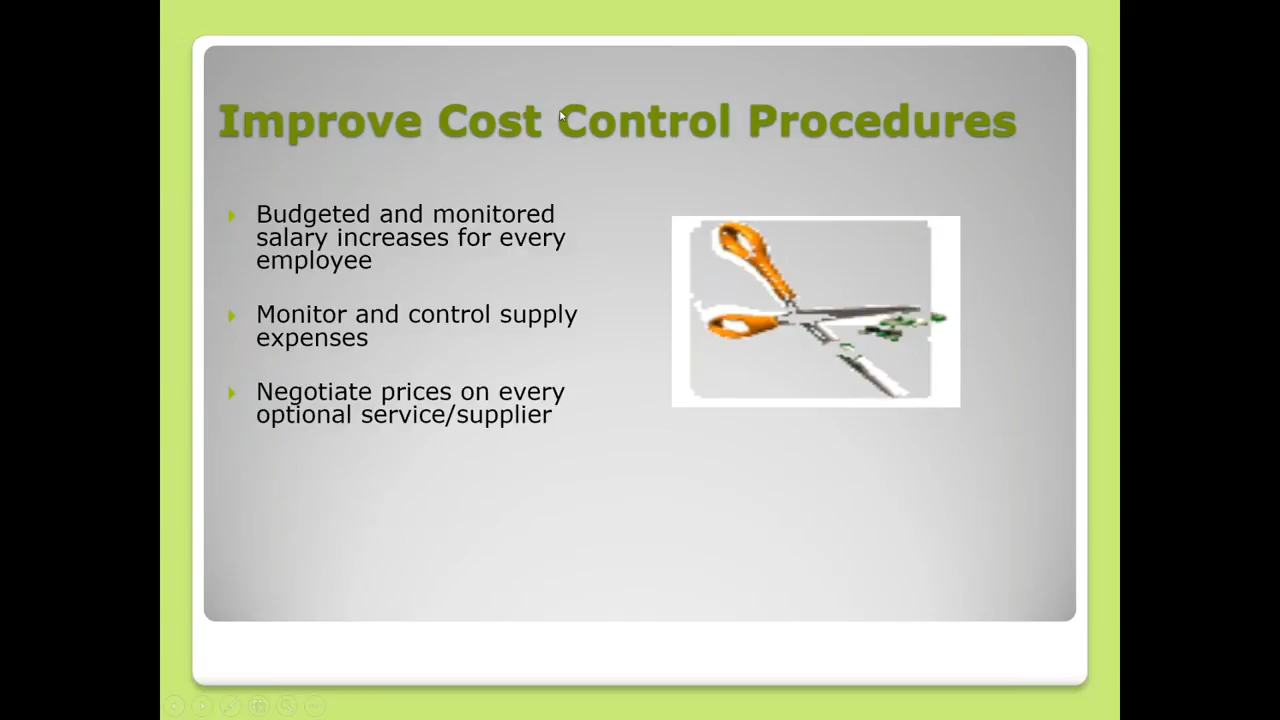 Improve Cost Control Procedures
Budgeted and monitored
salary increases for every
employee
Monitor and control supply
expenses
Negotiate prices on every
optional service/supplier